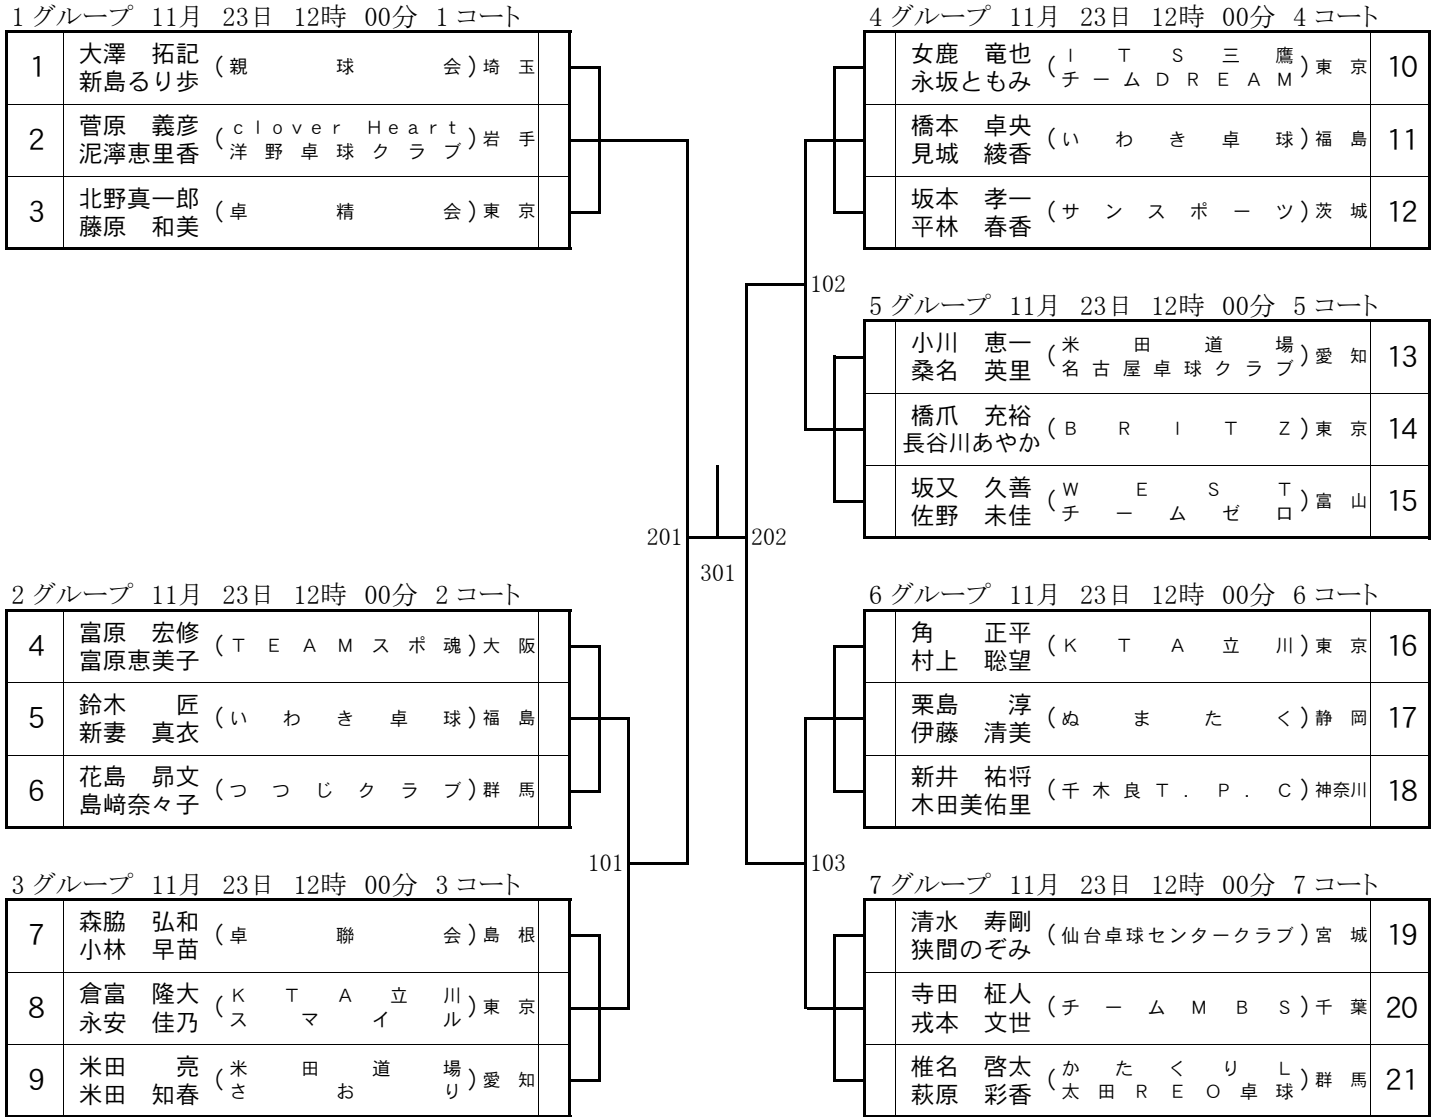 1 グループ 11月 23日 12時 00分 1 コート
1 大澤 拓記 新島るり歩 (親球会) 埼玉
2 菅原 義彦 泥濘恵里香 (clover Heart 洋野卓球クラブ) 岩手
3 北野真一郎 藤原 和美 (卓精会) 東京
2 グループ 11月 23日 12時 00分 2 コート
4 富原 宏修 富原恵美子 (TEAMスポ魂) 大阪
5 鈴木 匠 新妻 真衣 (いわき卓球) 福島
6 花島 昴文 島﨑奈々子 (つつじクラブ) 群馬
3 グループ 11月 23日 12時 00分 3 コート
7 森脇 弘和 小林 早苗 (卓聯会) 島根
8 倉富 隆大 永安 佳乃 (KTA立川 スマイル) 東京
9 米田 亮 米田 知春 (米田道場 さおり) 愛知
101
201
301
202
102
103
4 グループ 11月 23日 12時 00分 4 コート
女鹿 竜也 永坂ともみ (ITS三鷹 チームDREAM) 東京 10
橋本 卓央 見城 綾香 (いわき卓球) 福島 11
坂本 孝一 平林 春香 (サンスポーツ) 茨城 12
5 グループ 11月 23日 12時 00分 5 コート
小川 恵一 桑名 英里 (米田道場 名古屋卓球クラブ) 愛知 13
橋爪 充裕 長谷川あやか (BRITZ) 東京 14
坂又 久善 佐野 未佳 (WEST チームゼロ) 富山 15
6 グループ 11月 23日 12時 00分 6 コート
角 正平 村上 聡望 (KTA立川) 東京 16
栗島 淳 伊藤 清美 (ぬまたく) 静岡 17
新井 祐将 木田美佑里 (千木良T.P.C) 神奈川 18
7 グループ 11月 23日 12時 00分 7 コート
清水 寿剛 狭間のぞみ (仙台卓球センタークラブ) 宮城 19
寺田 柾人 戎本 文世 (チームMBS) 千葉 20
椎名 啓太 萩原 彩香 (かたくりL 太田REO卓球) 群馬 21